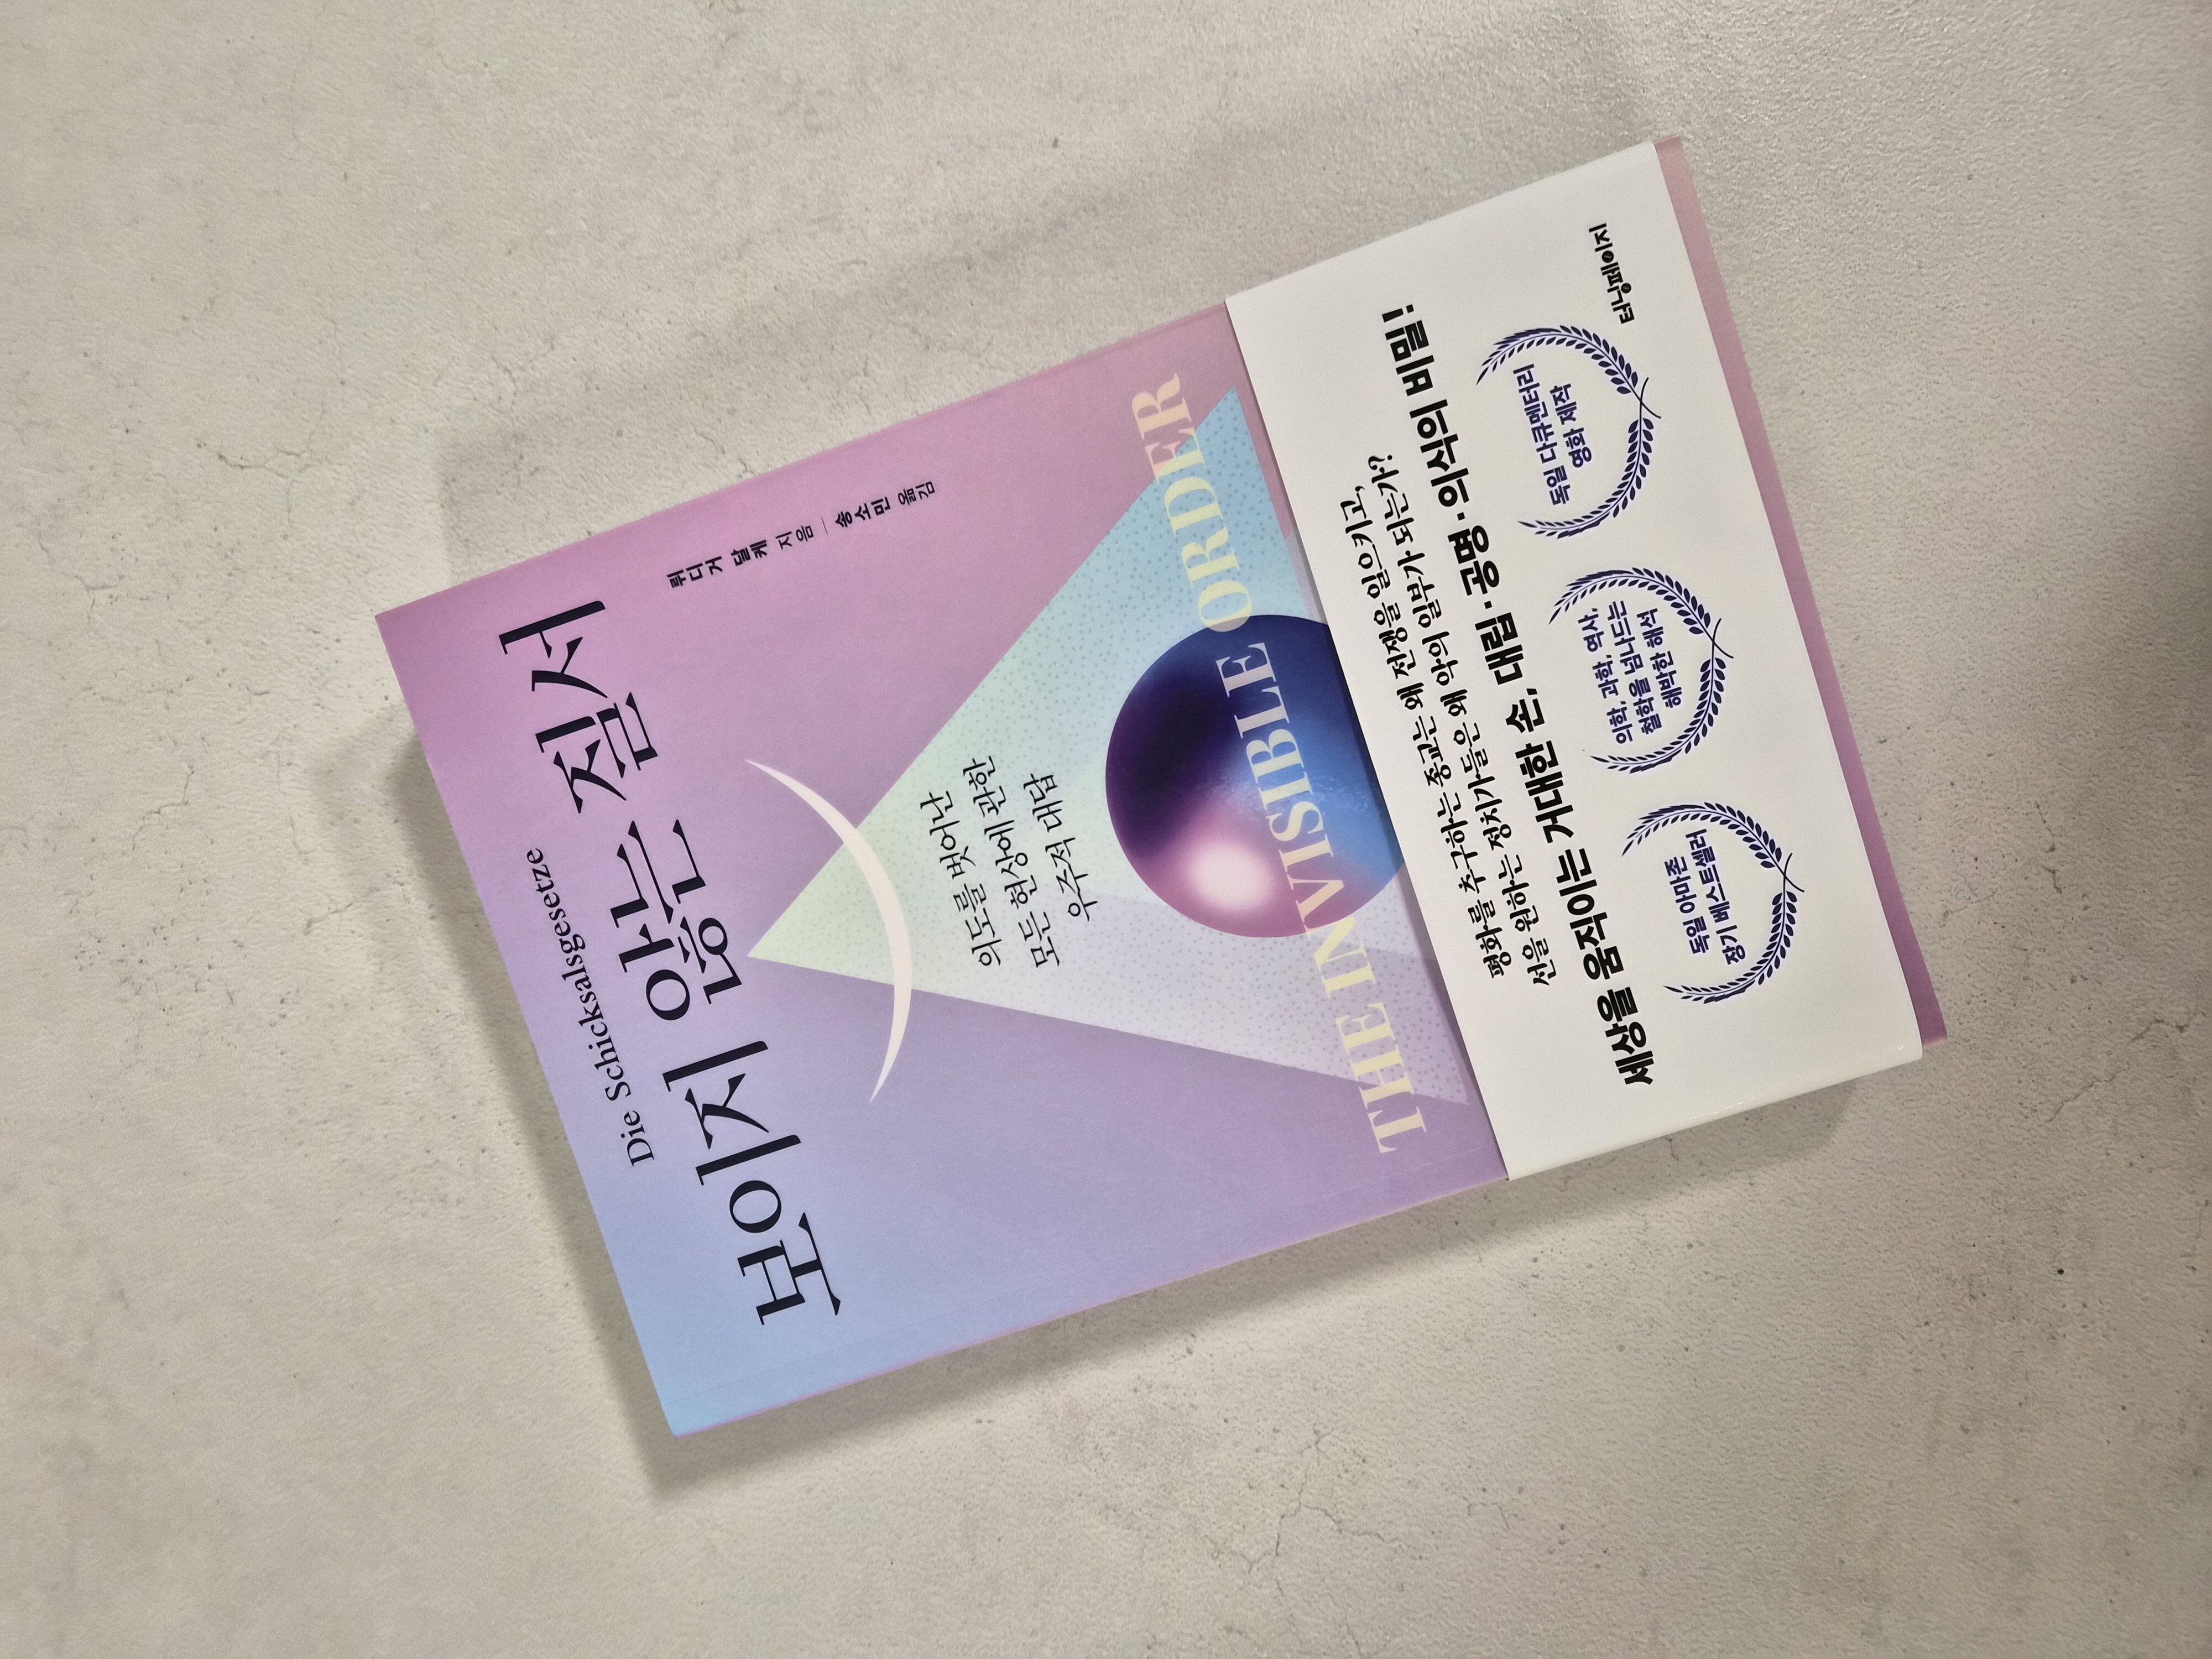 Die Schicksalsgesetze
보이지 않는 질서
뤼디거 달케 지음 | 송소민 옮김
의도를 벗어난
모든 현상에 관한
우주적 대답
THE INVISIBLE ORDER
평화를 추구하는 종교는 왜 전쟁을 일으키고,
선을 원하는 정치가들은 왜 악의 일부가 되는가?
세상을 움직이는 거대한 손, 대립·공명·의식의 비밀!
독일 아마존
장기 베스트셀러
의학, 과학, 역사,
철학을 넘나드는
해박한 해석
독일 다큐멘터리
영화 제작
터닝페이지